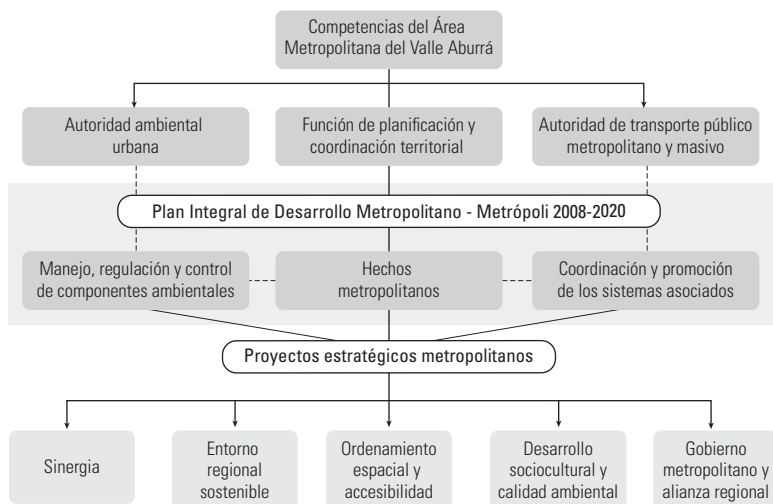 Competencias del Área
Metropolitana del Valle Aburrá
Autoridad ambiental
urbana
Función de planificación y
coordinación territorial
Autoridad de transporte público
metropolitano y masivo
Plan Integral de Desarrollo Metropolitano - Metrópoli 2008-2020
Manejo, regulación y control
de componentes ambientales
Hechos
metropolitanos
Coordinación y promoción
de los sistemas asociados
Proyectos estratégicos metropolitanos
Sinergia
Entorno
regional
sostenible
Ordenamiento
espacial y
accesibilidad
Desarrollo
sociocultural y
calidad ambiental
Gobierno
metropolitano y
alianza regional